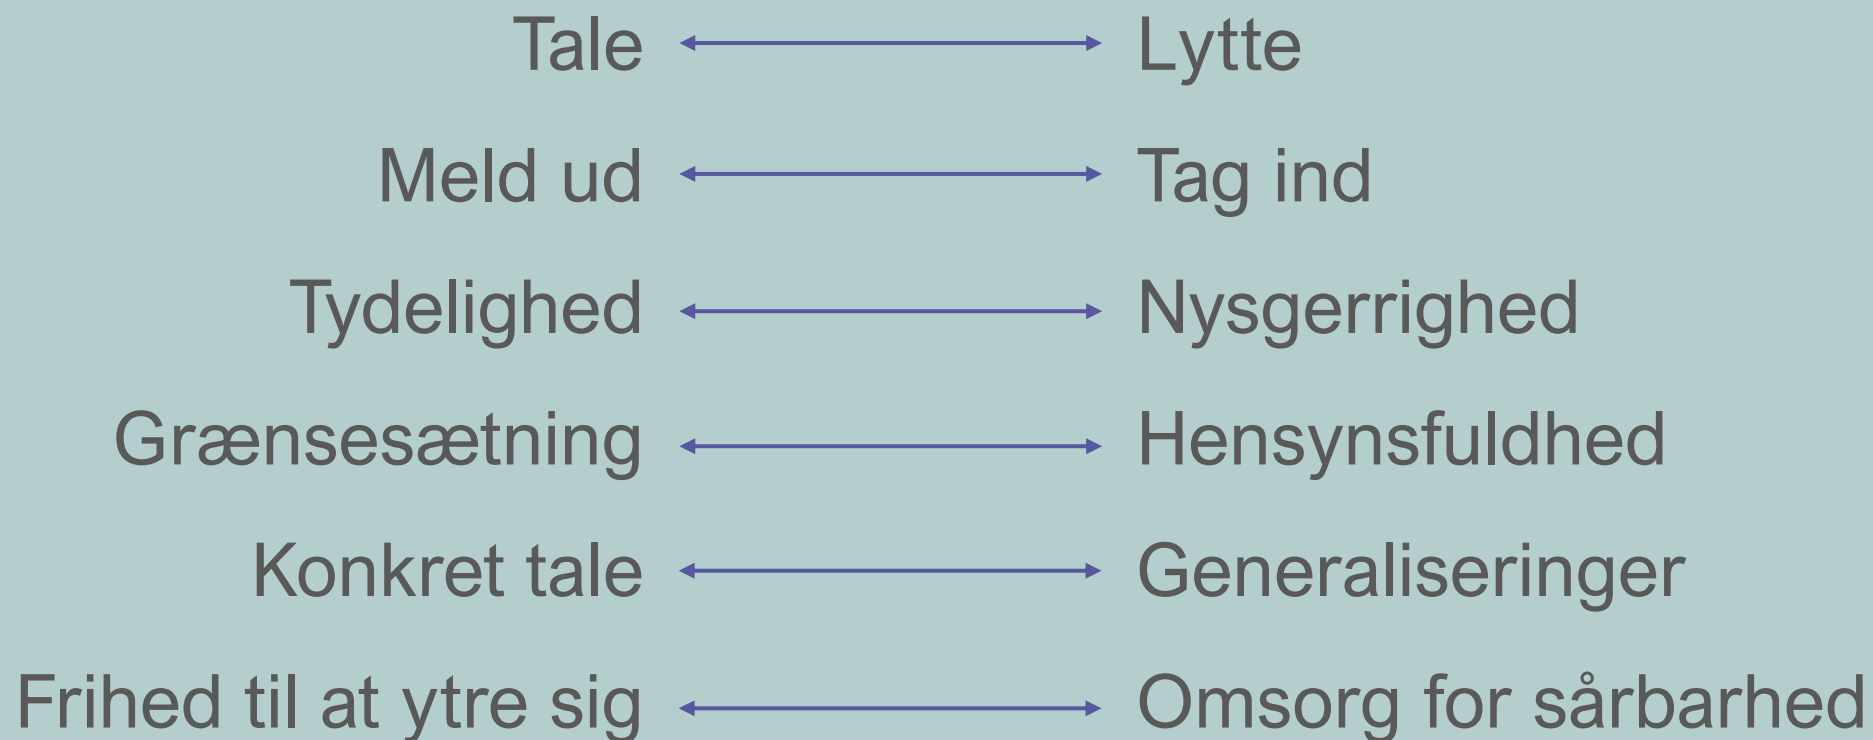 Tale Lytte
Meld ud Tag ind
Tydelighed Nysgerrighed
Grænsesætning Hensynsfuldhed
Konkret tale Generaliseringer
Frihed til at ytre sig Omsorg for sårbarhed